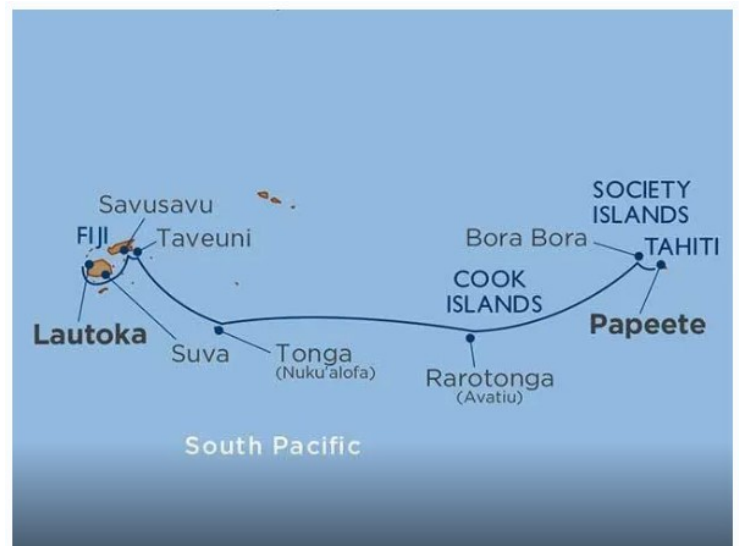 SOCIETY
ISLANDS
Savusavu
FIJI
Taveuni
Bora Bora
TAHITI
COOK
ISLANDS
Lautoka
Suva
Tonga
(Nuku'alofa)
Papeete
Rarotonga
(Avatiu)
South Pacific